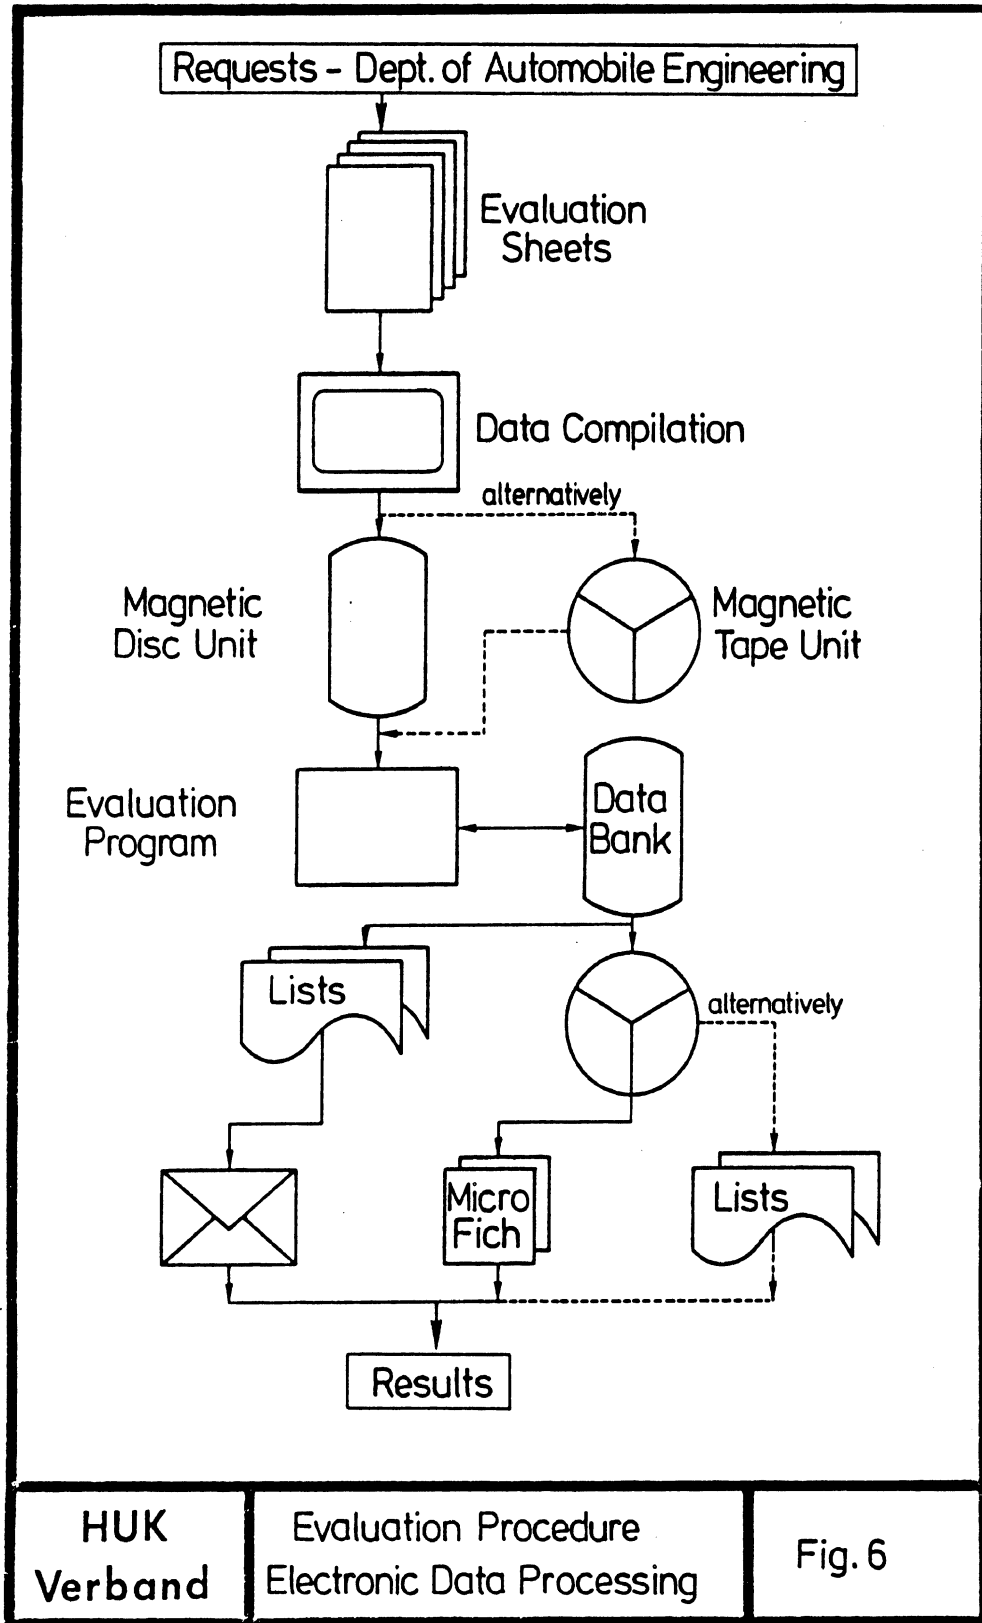 Requests - Dept. of Automobile Engineering
Evaluation
Sheets
Data Compilation
alternatively
Magnetic
Disc Unit
Magnetic
Tape Unit
Evaluation
Program
Data
Bank
Lists
alternatively
Micro
Fich
Lists
Results
HUK
Verband
Evaluation Procedure
Electronic Data Processing
Fig. 6